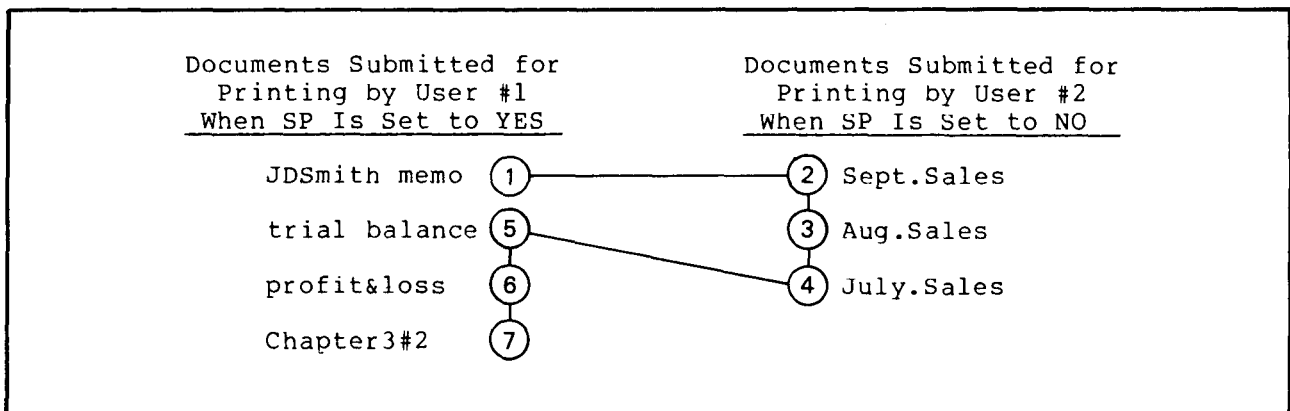 Documents Submitted for
Printing by User #1
When SP Is Set to YES
Documents Submitted for
Printing by User #2
When SP Is Set to NO
JDSmith memo 1 2 Sept.Sales
trial balance 5 3 Aug.Sales
profit&loss 6 4 July.Sales
Chapter3#2 7